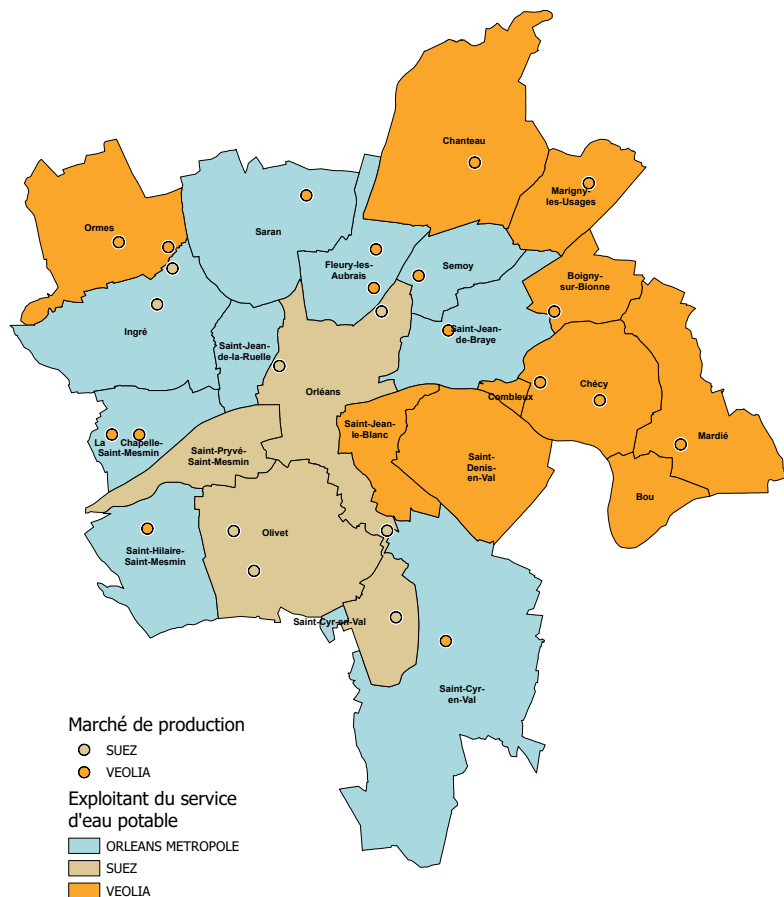 Chanteau
Marigny-
les-Usages
Ormes
Saran
Fleury-les-
Aubrais
Semoy
Boigny-
sur-Bionne
Ingré
Saint-Jean-
de-la-Ruelle
Saint-Jean-
de-Braye
Orléans
Combleux
Chécy
La Chapelle-
Saint-Mesmin
Saint-Pryvé-
Saint-Mesmin
Saint-Jean-
le-Blanc
Saint-
Denis-
en-Val
Mardié
Bou
Saint-Hilaire-
Saint-Mesmin
Olivet
Saint-Cyr-en-Val
Saint-Cyr-
en-Val
Marché de production
SUEZ
VEOLIA
Exploitant du service
d'eau potable
ORLEANS METROPOLE
SUEZ
VEOLIA